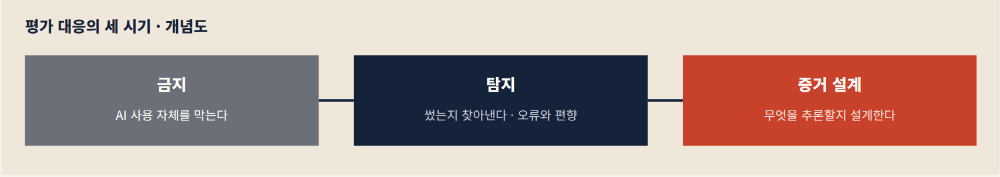 평가 대응의 세 시기 · 개념도
금지
AI 사용 자체를 막는다
탐지
썼는지 찾아낸다 · 오류와 편향
증거 설계
무엇을 추론할지 설계한다